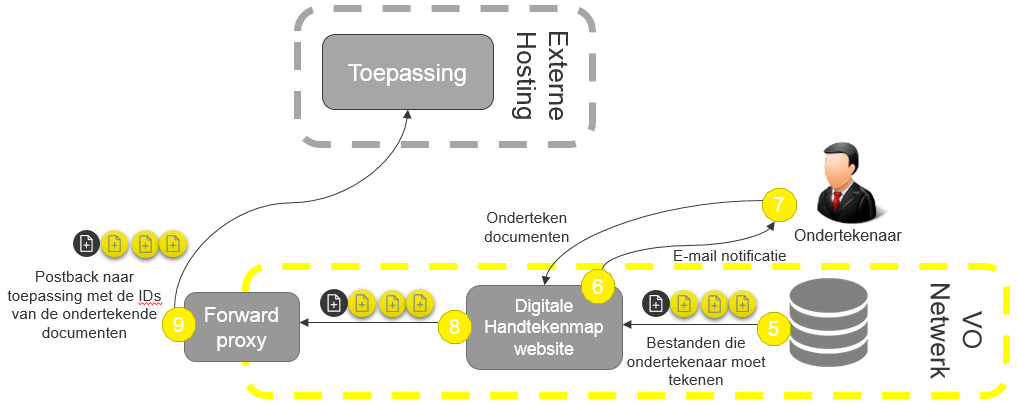 Toepassing
Externe
Hosting
7
Onderteken
documenten
Ondertekenaar
E-mail notificatie
Postback naar
toepassing met de IDs
van de ondertekende
documenten
9
Forward
proxy
8
6
Digitale
Handtekenmap
website
5
Bestanden die
ondertekenaar moet
tekenen
VO
Netwerk